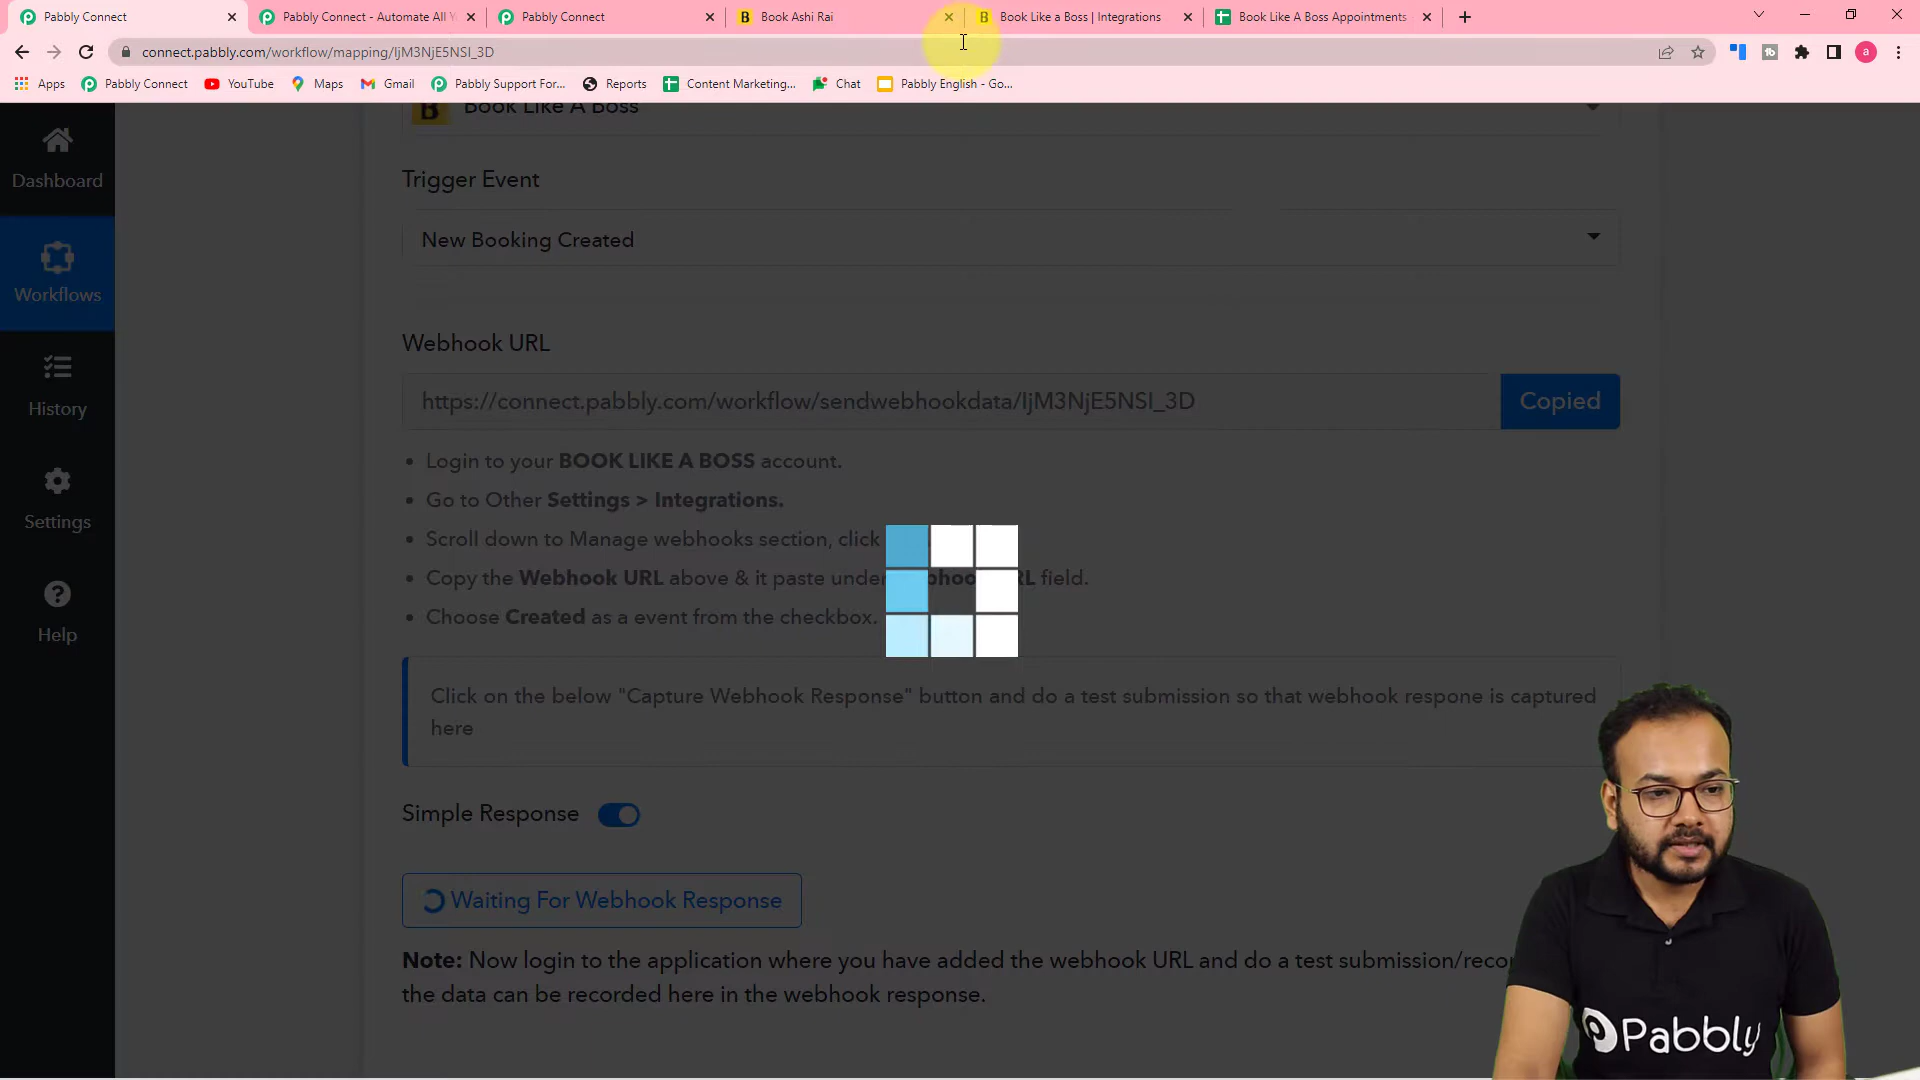 Pabbly Connect
Pabbly Connect - Automate All Y
Pabbly Connect
Book Ashi Rai
Book Like a Boss | Integrations
Book Like A Boss Appointments
connect.pabbly.com/workflow/mapping/IjM3NjE5NSI_3D
Apps
Pabbly Connect
YouTube
Maps
Gmail
Pabbly Support For...
Reports
Content Marketing...
Chat
Pabbly English - Go...
a
Dashboard
Workflows
History
Settings
Help
Book Like A Boss
Trigger Event
New Booking Created
Webhook URL
https://connect.pabbly.com/workflow/sendwebhookdata/IjM3NjE5NSI_3D
Copied
Login to your BOOK LIKE A BOSS account.
Go to Other Settings > Integrations.
Scroll down to Manage webhooks section, click
Copy the Webhook URL above & it paste under field.
Choose Created as a event from the checkbox.
Click on the below "Capture Webhook Response" button and do a test submission so that webhook respone is captured
here
Simple Response
Waiting For Webhook Response
Note: Now login to the application where you have added the webhook URL and do a test
the data can be recorded here in the webhook response.
Pabbly